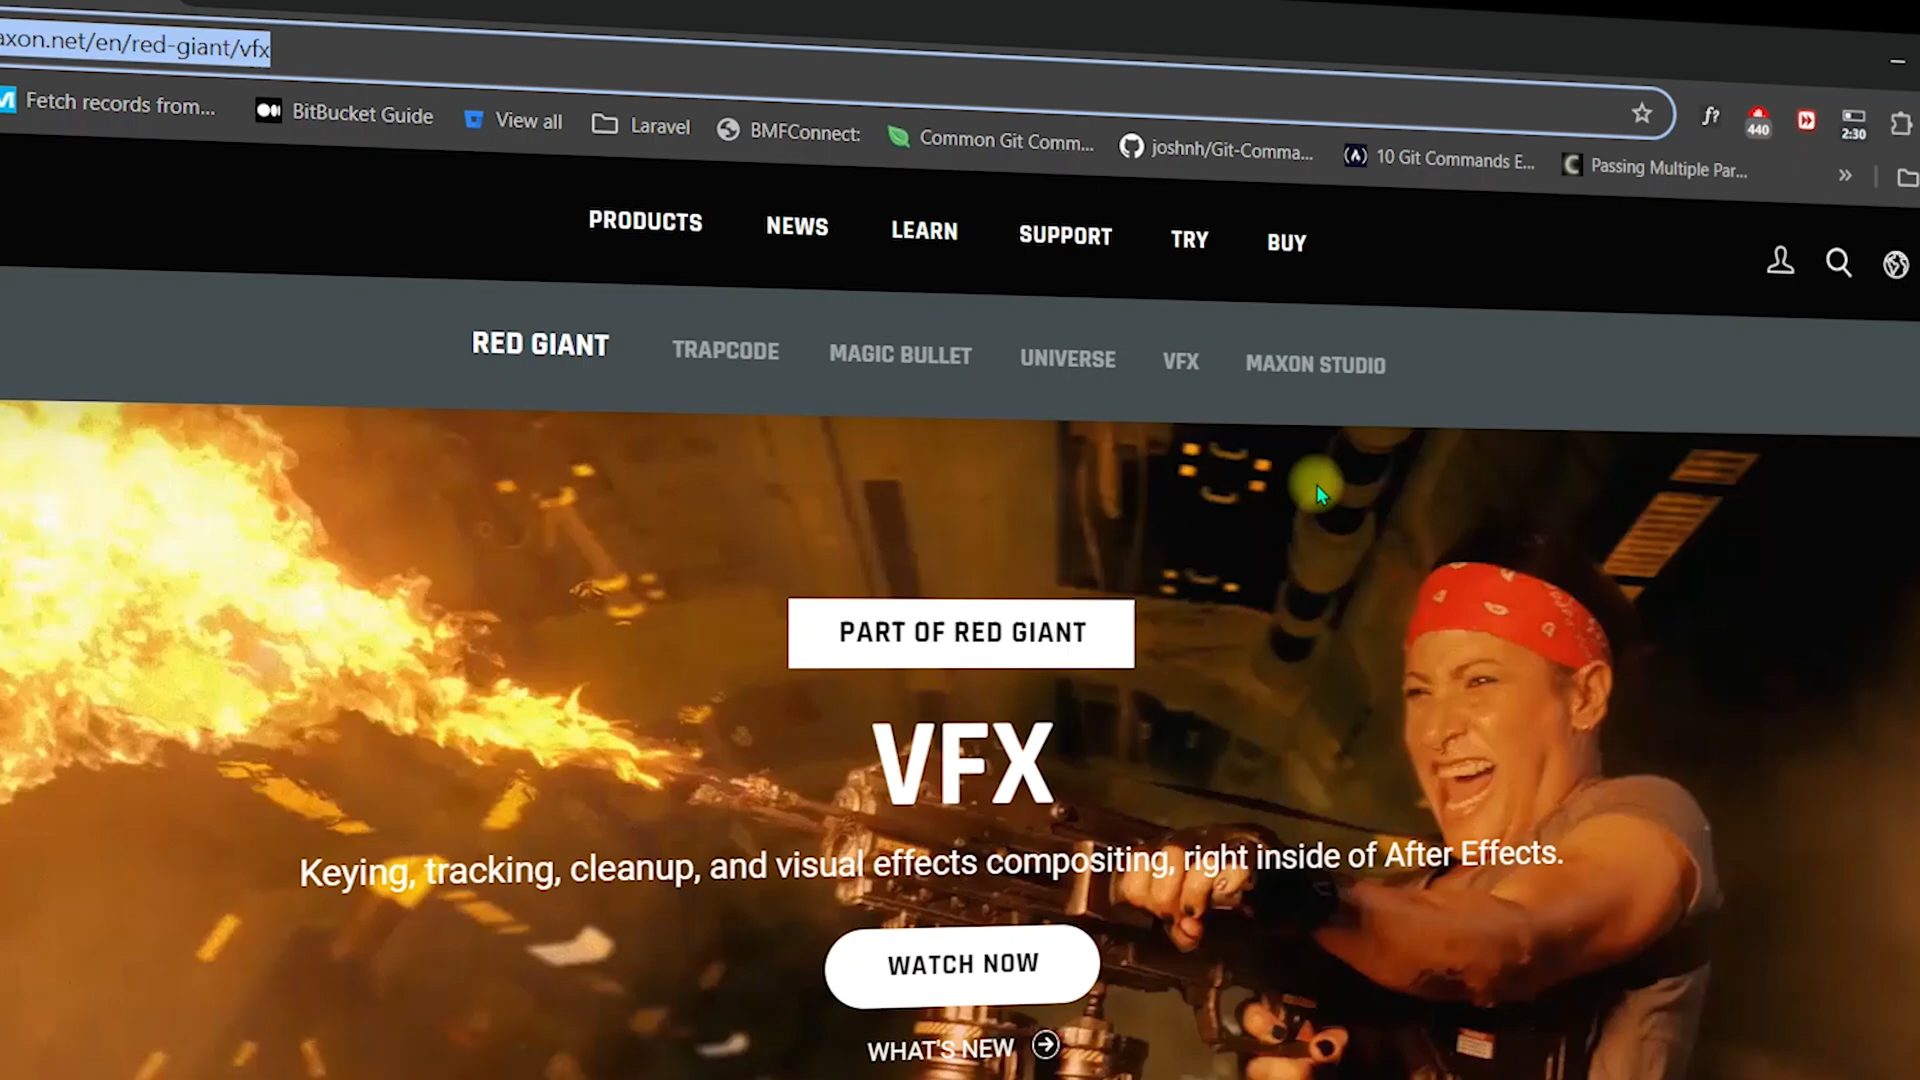 axon.net/en/red-giant/vfx
Fetch records from...
BitBucket Guide
View all
Laravel
BMFConnect:
Common Git Comm...
joshnh/Git-Comma...
10 Git Commands E...
Passing Multiple Par...
f?
440
2:30
PRODUCTS NEWS LEARN SUPPORT TRY BUY
RED GIANT TRAPCODE MAGIC BULLET UNIVERSE VFX MAXON STUDIO
PART OF RED GIANT
VFX
Keying, tracking, cleanup, and visual effects compositing, right inside of After Effects.
WATCH NOW
WHAT'S NEW